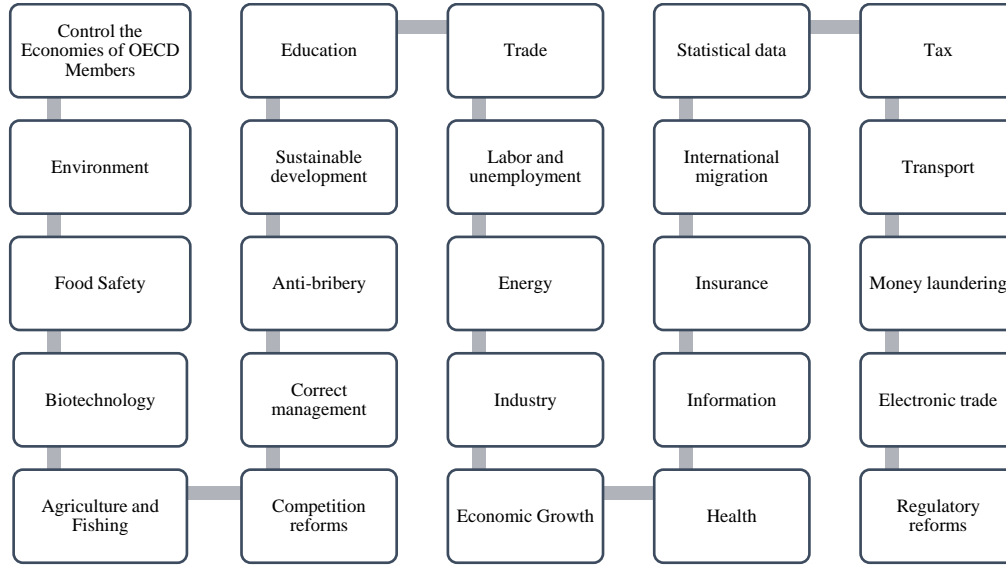 Control the
Economies of OECD
Members
Environment
Food Safety
Biotechnology
Agriculture and
Fishing
Competition
reforms
Correct
management
Anti-bribery
Sustainable
development
Education
Trade
Labor and
unemployment
Energy
Industry
Economic Growth
Health
Information
Insurance
International
migration
Statistical data
Tax
Transport
Money laundering
Electronic trade
Regulatory
reforms